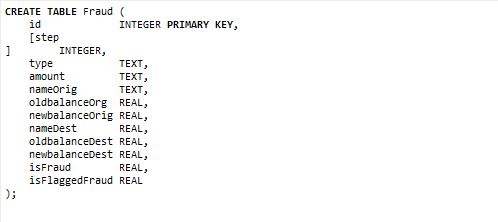 CREATE TABLE Fraud (
    id            INTEGER PRIMARY KEY,
    [step
]       INTEGER,
    type          TEXT,
    amount        TEXT,
    nameOrig      TEXT,
    oldbalanceOrg  REAL,
    newbalanceOrig REAL,
    nameDest       REAL,
    oldbalanceDest REAL,
    newbalanceDest REAL,
    isFraud        REAL,
    isFlaggedFraud REAL
);